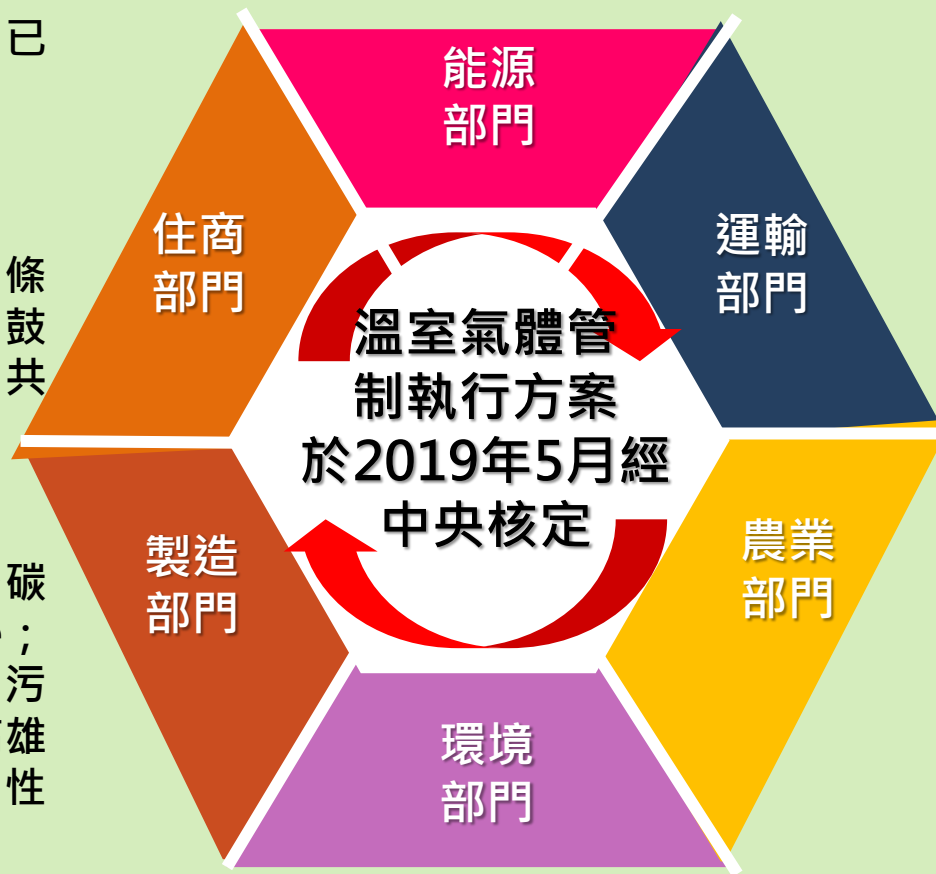 已
條
鼓
共
碳
；
污
雄
性
能源
部門
住商
部門
運輸
部門
溫室氣體管
制執行方案
於2019年5月經
中央核定
製造
部門
農業
部門
環境
部門